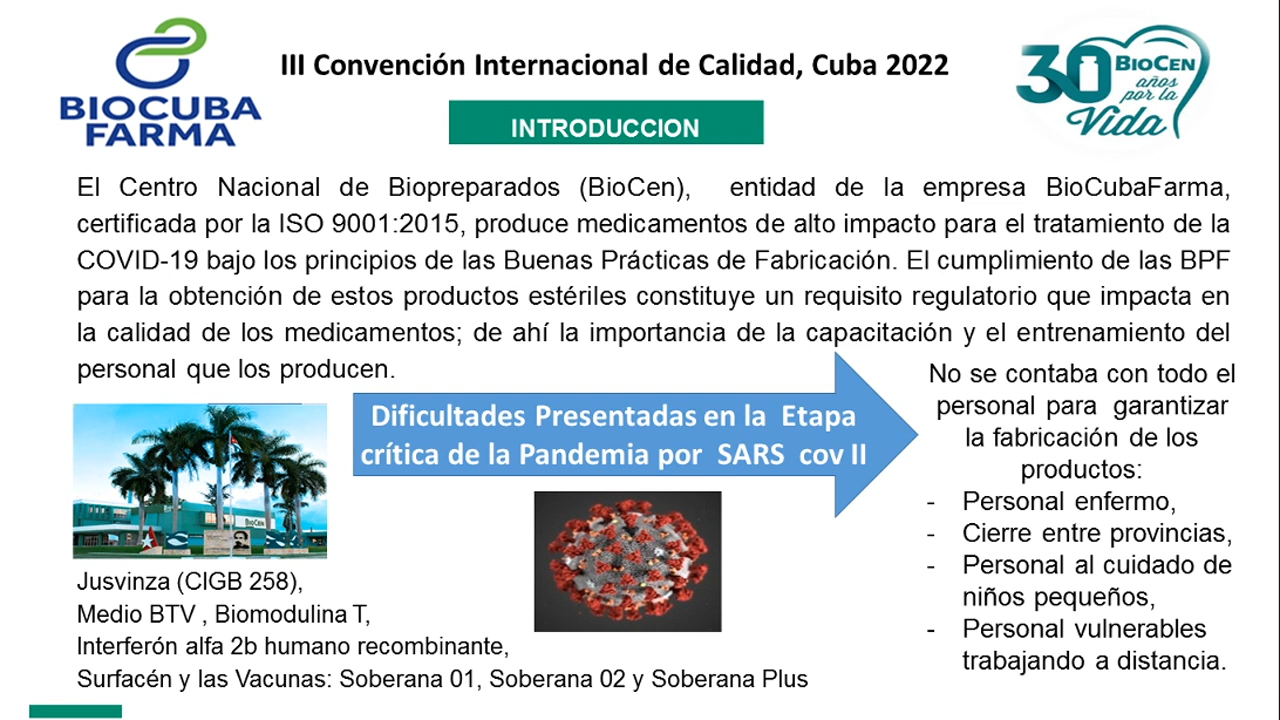 BIOCUBA
FARMA
III Convención Internacional de Calidad, Cuba 2022
30 BIOCEN
años
por la
Vida
INTRODUCCION
El Centro Nacional de Biopreparados (BioCen), entidad de la empresa BioCubaFarma,
certificada por la ISO 9001:2015, produce medicamentos de alto impacto para el tratamiento de la
COVID-19 bajo los principios de las Buenas Prácticas de Fabricación. El cumplimiento de las BPF
para la obtención de estos productos estériles constituye un requisito regulatorio que impacta en
la calidad de los medicamentos; de ahí la importancia de la capacitación y el entrenamiento del
personal que los producen.
Dificultades Presentadas en la Etapa
crítica de la Pandemia por SARS cov II
BIOCEN
Jusvinza (CIGB 258),
Medio BTV , Biomodulina T,
Interferón alfa 2b humano recombinante,
Surfacén y las Vacunas: Soberana 01, Soberana 02 y Soberana Plus
No se contaba con todo el
personal para garantizar
la fabricación de los
productos:
- Personal enfermo,
- Cierre entre provincias,
- Personal al cuidado de
niños pequeños,
- Personal vulnerables
trabajando a distancia.